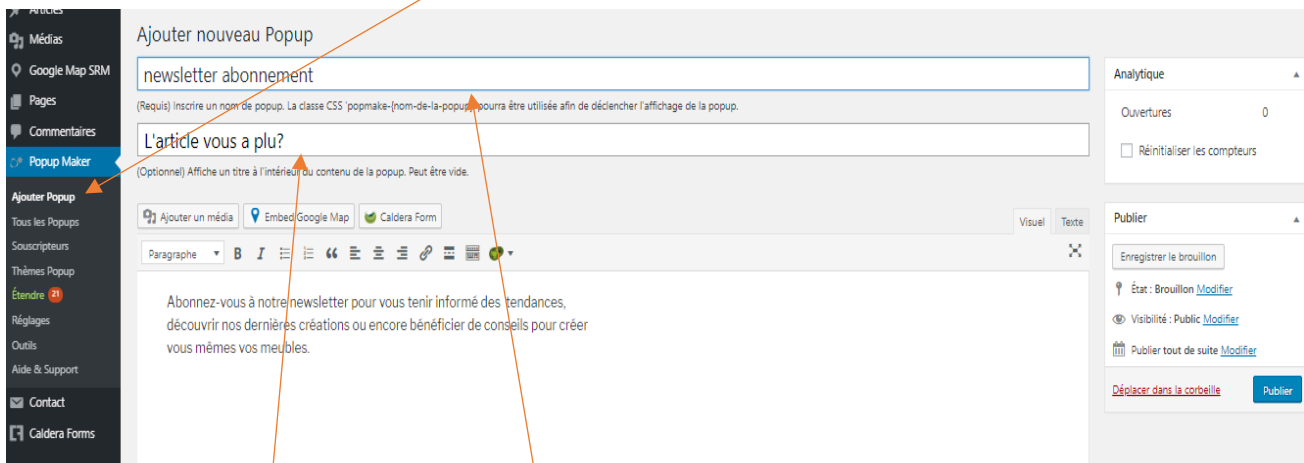 Articles
Médias
Google Map SRM
Pages
Commentaires
Popup Maker
Ajouter Popup
Tous les Popups
Souscripteurs
Thèmes Popup
Étendre 21
Réglages
Outils
Aide & Support
Contact
Caldera Forms
Ajouter nouveau Popup
newsletter abonnement
(Requis) Inscrire un nom de popup. La classe CSS 'popmake-{nom-de-la-popup}' pourra être utilisée afin de déclencher l'affichage de la popup.
L'article vous a plu?
(Optionnel) Affiche un titre à l'intérieur du contenu de la popup. Peut être vide.
Ajouter un média Embed Google Map Caldera Form
Visuel Texte
Paragraphe B I
Abonnez-vous à notre newsletter pour vous tenir informé des tendances,
découvrir nos dernières créations ou encore bénéficier de conseils pour créer
vous mêmes vos meubles.
Analytique
Ouvertures 0
Réinitialiser les compteurs
Publier
Enregistrer le brouillon
État : Brouillon Modifier
Visibilité : Public Modifier
Publier tout de suite Modifier
Déplacer dans la corbeille Publier